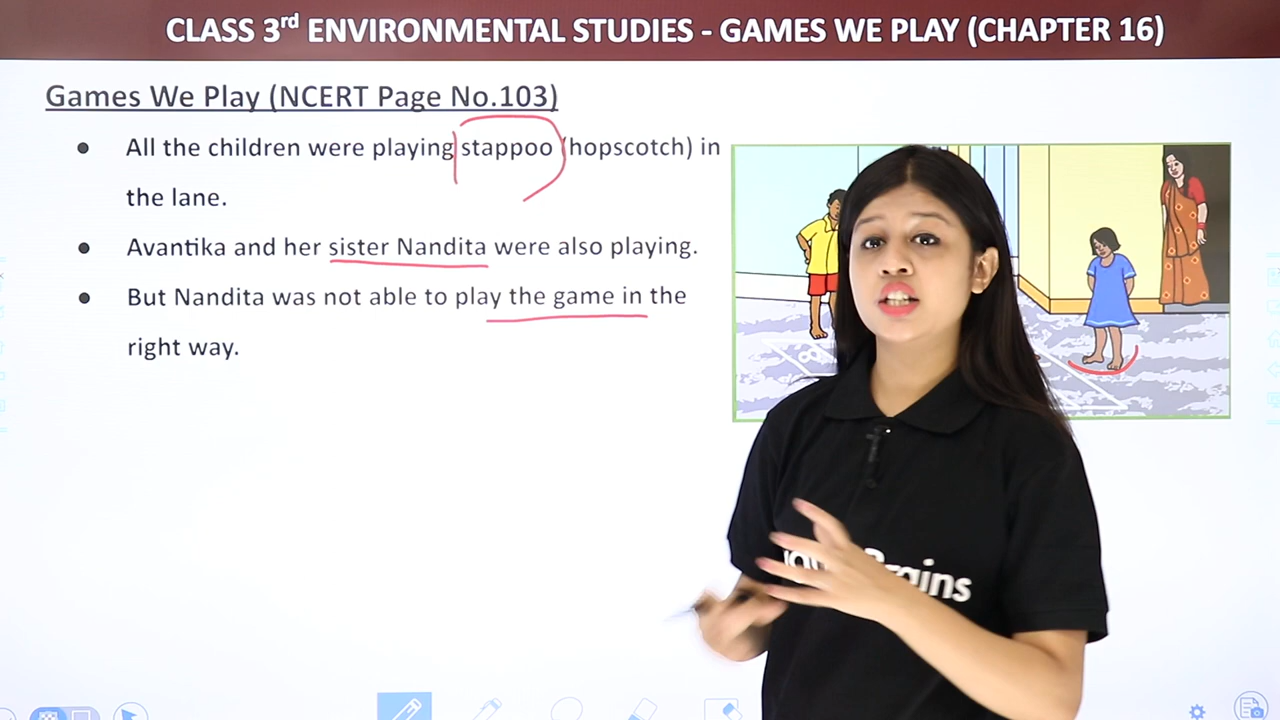 CLASS 3rd ENVIRONMENTAL STUDIES - GAMES WE PLAY (CHAPTER 16)
Games We Play (NCERT Page No.103)
● All the children were playing stappoo (hopscotch) in
the lane.
● Avantika and her sister Nandita were also playing.
● But Nandita was not able to play the game in the
right way.
8